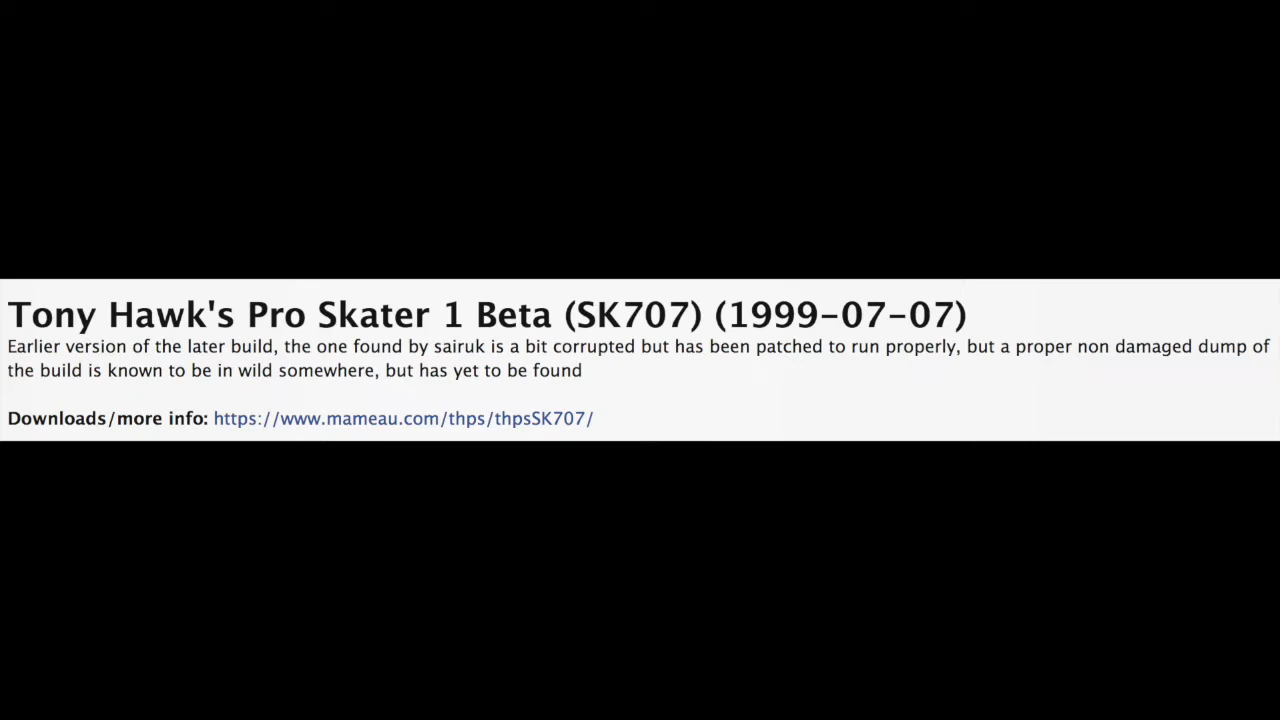 Tony Hawk's Pro Skater 1 Beta (SK707) (1999-07-07)
Earlier version of the later build, the one found by sairuk is a bit corrupted but has been patched to run properly, but a proper non damaged dump of
the build is known to be in wild somewhere, but has yet to be found
Downloads/more info: https://www.mameau.com/thps/thpsSK707/